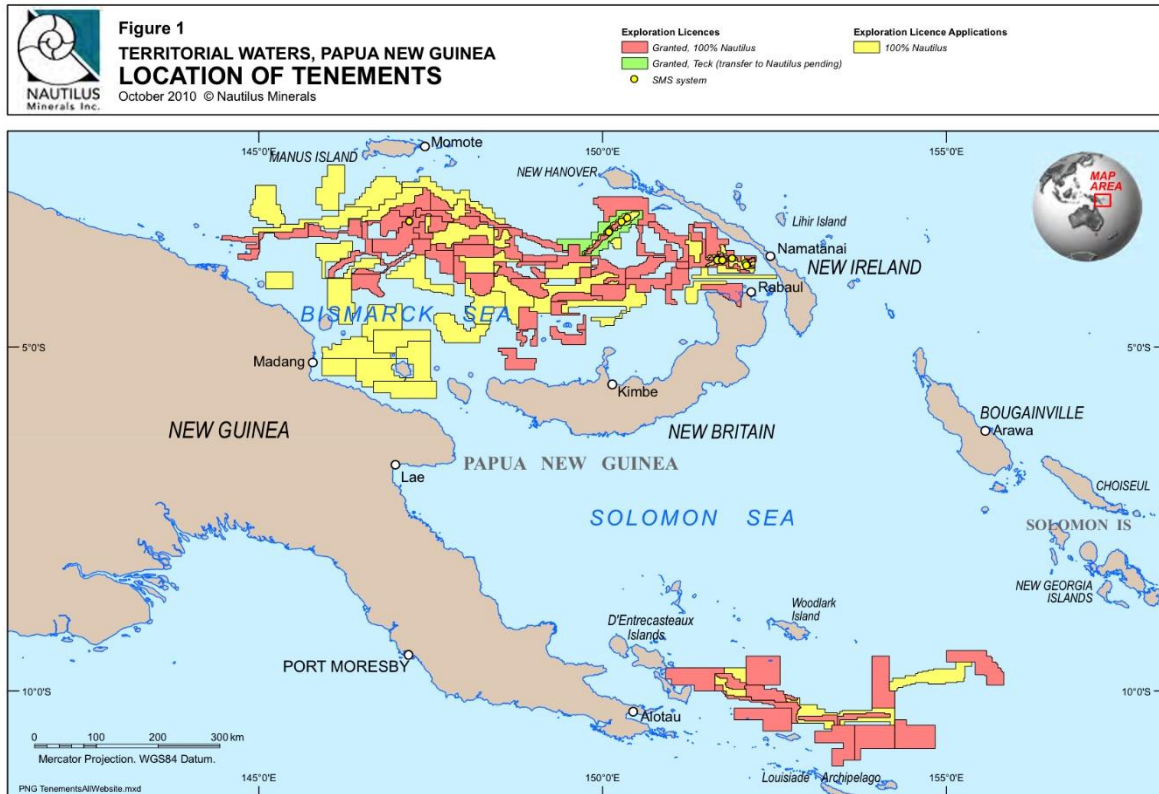 NAUTILUS
Minerals Inc.
Figure 1
TERRITORIAL WATERS, PAPUA NEW GUINEA
LOCATION OF TENEMENTS
October 2010 © Nautilus Minerals
Exploration Licences
Granted, 100% Nautilus
Granted, Teck (transfer to Nautilus pending)
SMS system
Exploration Licence Applications
100% Nautilus
145°0'E
150°0'E
155°0'E
Momote
MANUS ISLAND
NEW HANOVER
MAP
AREA
Lihir Island
Namatanai
NEW IRELAND
Rabaul
BISMARCK SEA
5°0'S
5°0'S
Madang
Kimbe
NEW GUINEA
NEW BRITAIN
BOUGAINVILLE
Arawa
PAPUA NEW GUINEA
Lae
CHOISEUL
SOLOMON SEA
SOLOMON IS
NEW GEORGIA
ISLANDS
Woodlark
Island
D'Entrecasteaux
Islands
PORT MORESBY
10°0'S
10°0'S
Alotau
0 100 200 300 km
Mercator Projection. WGS84 Datum.
Louisiade Archipelago
145°0'E
150°0'E
155°0'E
PNG TenementsAllWebsite.mxd